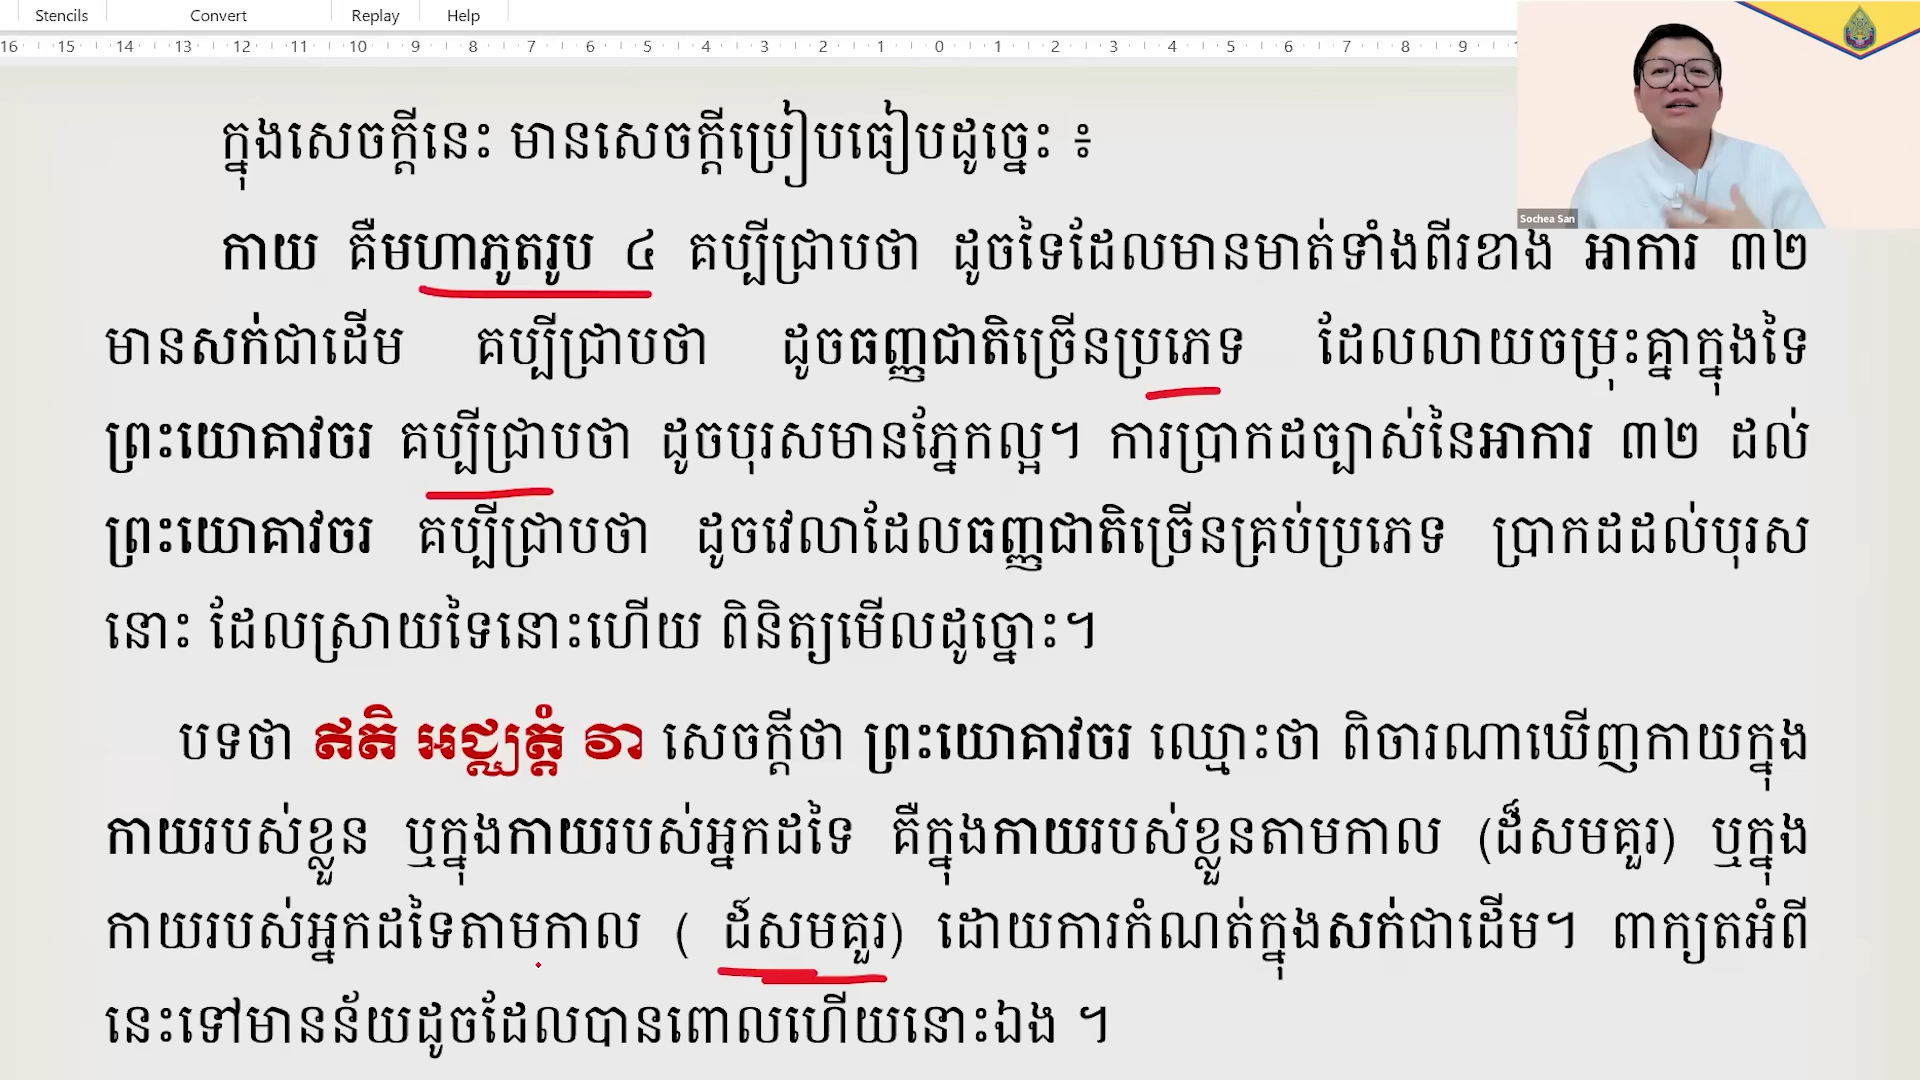 Stencils Convert Replay Help
16 15 14 13 12 11 10 9 8 7 6 5 4 3 2 1 0 1 2 3 4 5 6 7 8 9
Sochea San
ក្នុងសេចក្តីនេះ មានសេចក្តីប្រៀបធៀបដូច្នេះ ៖
កាយ គឺមហាភូតរូប ៤ គប្បីជ្រាបថា ដូចទៃដែលមានមាត់ទាំងពីរខាង អាការ ៣២
មានសក់ជាដើម គប្បីជ្រាបថា ដូចធញ្ញជាតិច្រើនប្រភេទ ដែលលាយចម្រុះគ្នាក្នុងទៃ
ព្រះយោគាវចរ គប្បីជ្រាបថា ដូចបុរសមានភ្នែកល្អ។ ការប្រាកដច្បាស់នៃអាការ ៣២ ដល់
ព្រះយោគាវចរ គប្បីជ្រាបថា ដូចវេលាដែលធញ្ញជាតិច្រើនគ្រប់ប្រភេទ ប្រាកដដល់បុរស
នោះ ដែលស្រាយទៃនោះហើយ ពិនិត្យមើលដូច្នោះ។
បទថា ឥតិ អជ្ឈត្តំ វា សេចក្តីថា ព្រះយោគាវចរ ឈ្មោះថា ពិចារណាឃើញកាយក្នុង
កាយរបស់ខ្លួន ឬក្នុងកាយរបស់អ្នកដទៃ គឺក្នុងកាយរបស់ខ្លួនតាមកាល (ដ៏សមគួរ) ឬក្នុង
កាយរបស់អ្នកដទៃតាមកាល ( ដ៏សមគួរ) ដោយការកំណត់ក្នុងសក់ជាដើម។ ពាក្យតអំពី
នេះទៅមានន័យដូចដែលបានពោលហើយនោះឯង ។